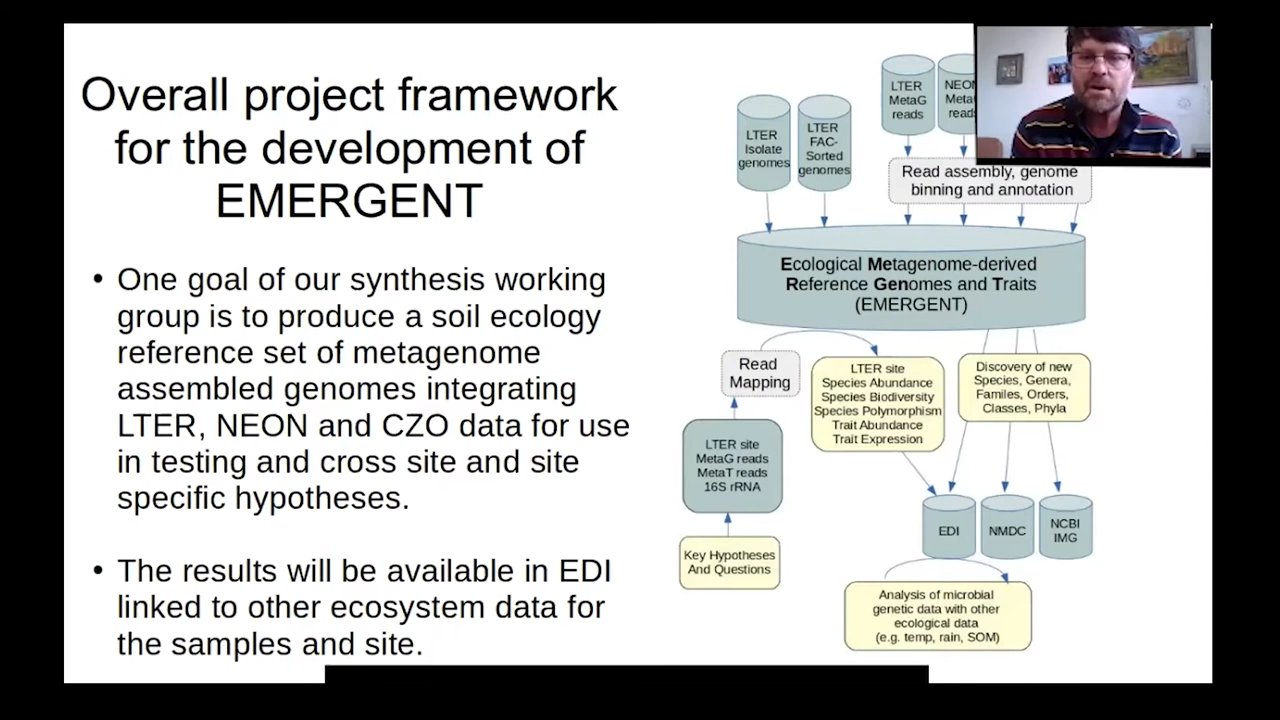 Overall project framework
for the development of
EMERGENT
• One goal of our synthesis working
group is to produce a soil ecology
reference set of metagenome
assembled genomes integrating
LTER, NEON and CZO data for use
in testing and cross site and site
specific hypotheses.
• The results will be available in EDI
linked to other ecosystem data for
the samples and site.
LTER
Isolate
genomes
LTER
FAC-
Sorted
genomes
LTER
MetaG
reads
NEON
Read assembly, genome
binning and annotation
Ecological Metagenome-derived
Reference Genomes and Traits
(EMERGENT)
Read
Mapping
LTER site
Species Abundance
Species Biodiversity
Species Polymorphism
Trait Abundance
Trait Expression
Discovery of new
Species, Genera,
Familes, Orders,
Classes, Phyla
LTER site
MetaG reads
MetaT reads
16S rRNA
Key Hypotheses
And Questions
EDI
NMDC
NCBI
IMG
Analysis of microbial
genetic data with other
ecological data
(e.g. temp, rain, SOM)